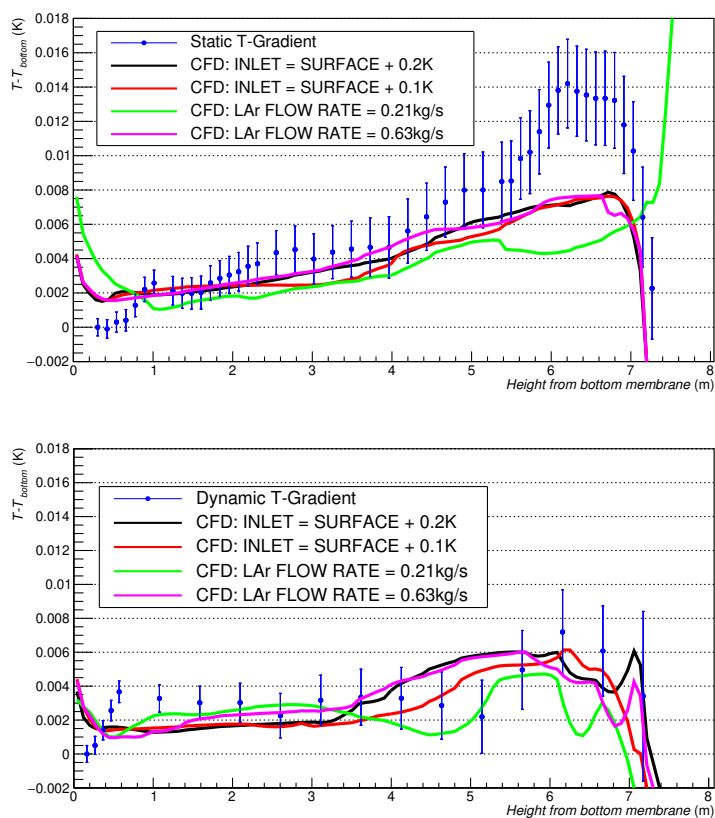 0.018
0.016
0.014
0.012
0.01
0.008
0.006
0.004
0.002
0
−0.002
T-T_bottom (K)
Static T-Gradient
CFD: INLET = SURFACE + 0.2K
CFD: INLET = SURFACE + 0.1K
CFD: LAr FLOW RATE = 0.21kg/s
CFD: LAr FLOW RATE = 0.63kg/s
0 1 2 3 4 5 6 7 8
Height from bottom membrane (m)
0.018
0.016
0.014
0.012
0.01
0.008
0.006
0.004
0.002
0
−0.002
T-T_bottom (K)
Dynamic T-Gradient
CFD: INLET = SURFACE + 0.2K
CFD: INLET = SURFACE + 0.1K
CFD: LAr FLOW RATE = 0.21kg/s
CFD: LAr FLOW RATE = 0.63kg/s
0 1 2 3 4 5 6 7 8
Height from bottom membrane (m)